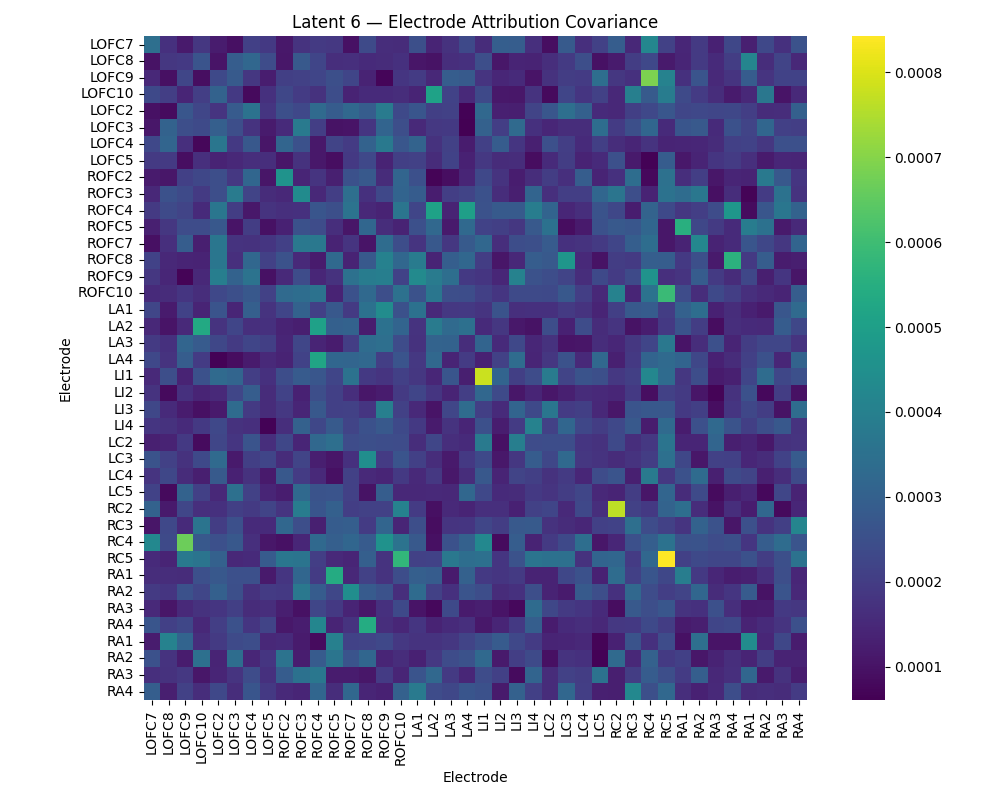 Latent 6 — Electrode Attribution Covariance
Electrode
LOFC7
LOFC8
LOFC9
LOFC10
LOFC2
LOFC3
LOFC4
LOFC5
ROFC2
ROFC3
ROFC4
ROFC5
ROFC7
ROFC8
ROFC9
ROFC10
LA1
LA2
LA3
LA4
LI1
LI2
LI3
LI4
LC2
LC3
LC4
LC5
RC2
RC3
RC4
RC5
RA1
RA2
RA3
RA4
RA1
RA2
RA3
RA4
LOFC7
LOFC8
LOFC9
LOFC10
LOFC2
LOFC3
LOFC4
LOFC5
ROFC2
ROFC3
ROFC4
ROFC5
ROFC7
ROFC8
ROFC9
ROFC10
LA1
LA2
LA3
LA4
LI1
LI2
LI3
LI4
LC2
LC3
LC4
LC5
RC2
RC3
RC4
RC5
RA1
RA2
RA3
RA4
RA1
RA2
RA3
RA4
Electrode
0.0008
0.0007
0.0006
0.0005
0.0004
0.0003
0.0002
0.0001